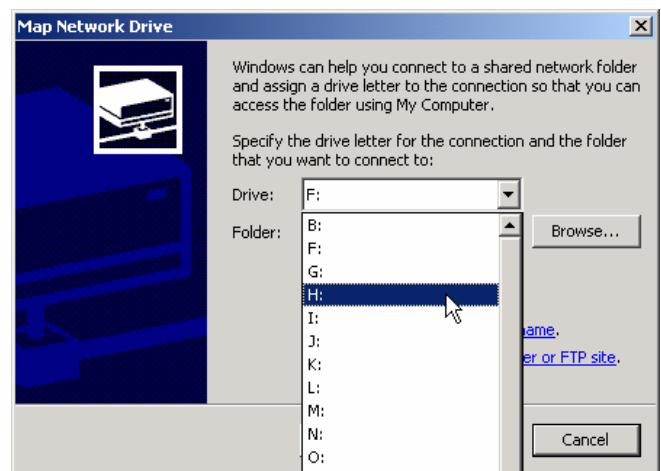 Map Network Drive
Windows can help you connect to a shared network folder
and assign a drive letter to the connection so that you can
access the folder using My Computer.
Specify the drive letter for the connection and the folder
that you want to connect to:
Drive: F:
Folder:
B:
Browse...
F:
G:
H:
I:
J:
K:
er or FTP site.
L:
M:
N:
Cancel
O: